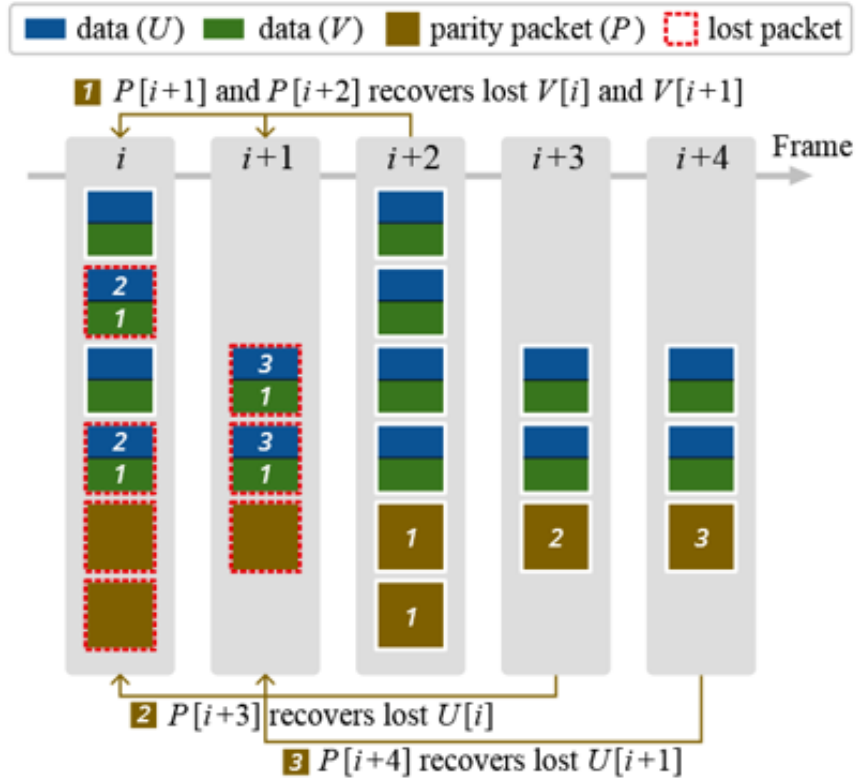 data (U) data (V) parity packet (P) lost packet
1 P[i+1] and P[i+2] recovers lost V[i] and V[i+1]
i i+1 i+2 i+3 i+4 Frame
2
1
3
1
2 3
1 1
1 2 3
1
2 P[i+3] recovers lost U[i]
3 P[i+4] recovers lost U[i+1]